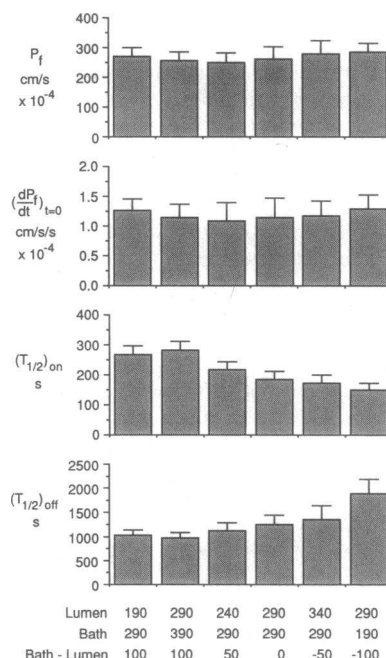 400
300
200
100
0
P_f
cm/s
x 10^-4
2.0
1.5
1.0
0.5
0.0
(dP_f/dt)_t=0
cm/s/s
x 10^-4
400
300
200
100
0
(T_1/2)_on
s
2500
2000
1500
1000
500
0
(T_1/2)_off
s
Lumen 190 290 240 290 340 290
Bath 290 390 290 290 290 190
Bath - Lumen 100 100 50 0 -50 -100